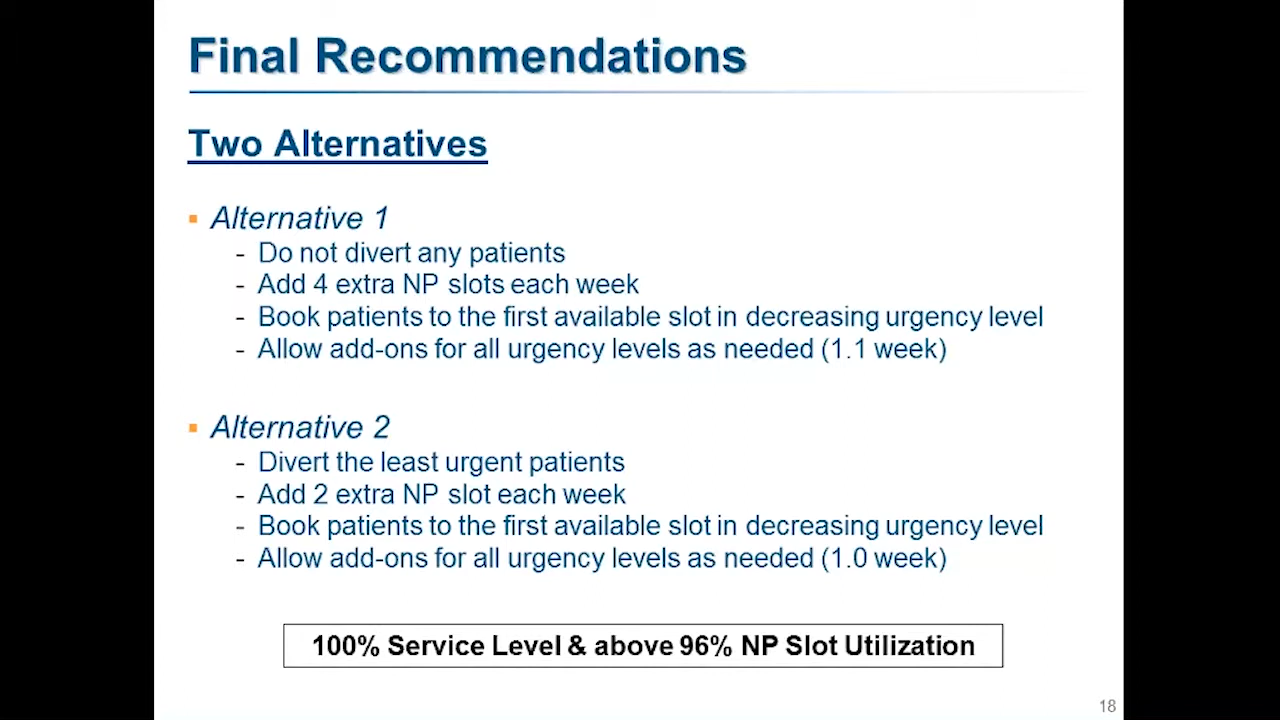 Final Recommendations
Two Alternatives
▪ Alternative 1
- Do not divert any patients
- Add 4 extra NP slots each week
- Book patients to the first available slot in decreasing urgency level
- Allow add-ons for all urgency levels as needed (1.1 week)
▪ Alternative 2
- Divert the least urgent patients
- Add 2 extra NP slot each week
- Book patients to the first available slot in decreasing urgency level
- Allow add-ons for all urgency levels as needed (1.0 week)
100% Service Level & above 96% NP Slot Utilization
18